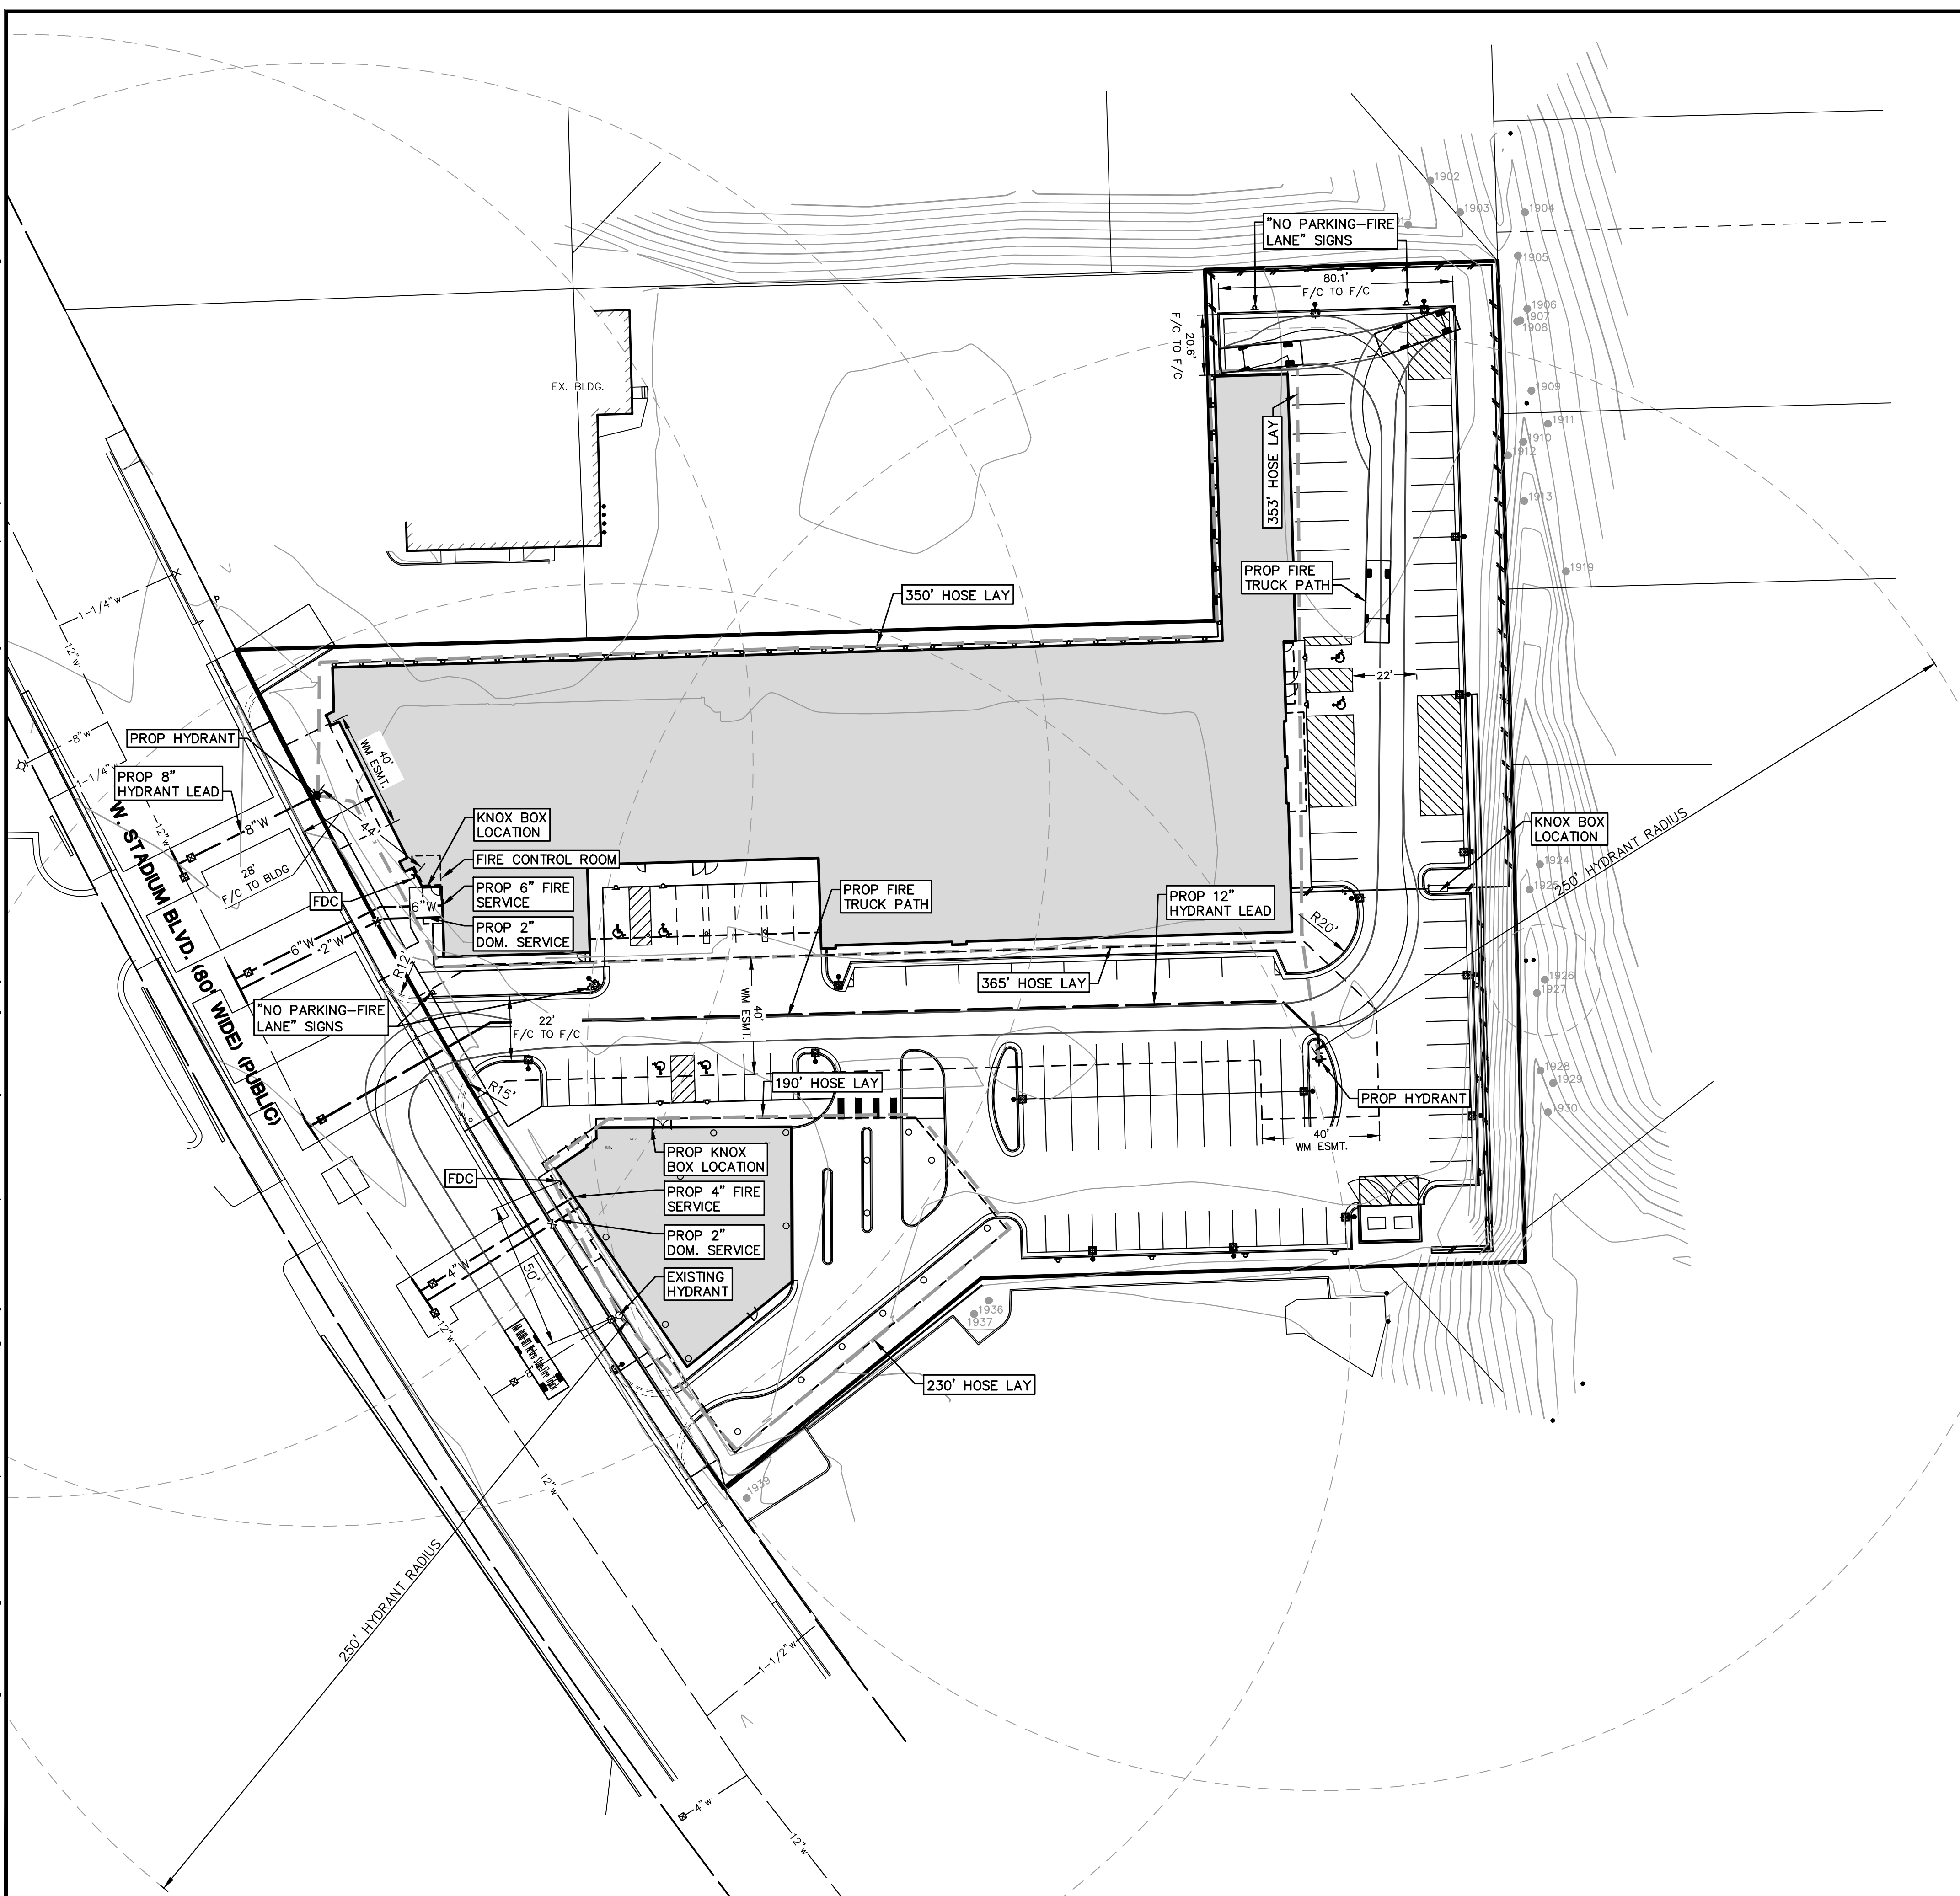 1902
1903
1904
1905
1906
1907
1908
1909
1911
1910
1912
1913
1919
1924
1925
1926
1927
1928
1929
1930
1936
1937
1939
"NO PARKING-FIRE
LANE" SIGNS
80.1'
F/C TO F/C
20.6'
F/C TO F/C
EX. BLDG.
353' HOSE LAY
PROP FIRE
TRUCK PATH
350' HOSE LAY
22'
1-1/4"w
12"w
8"w
1-1/4"w
12"w
PROP HYDRANT
PROP 8"
HYDRANT LEAD
8"W
40'
WM ESMT.
44'
28'
F/C TO BLDG
KNOX BOX
LOCATION
FIRE CONTROL ROOM
PROP 6" FIRE
SERVICE
PROP 2"
DOM. SERVICE
FDC
6"W
6"W
2"W
R12'
W. STADIUM BLVD. (80' WIDE) (PUBLIC)
"NO PARKING-FIRE
LANE" SIGNS
22'
F/C TO F/C
PROP FIRE
TRUCK PATH
PROP 12"
HYDRANT LEAD
R20'
KNOX BOX
LOCATION
250' HYDRANT RADIUS
365' HOSE LAY
40'
WM ESMT.
R15'
190' HOSE LAY
PROP HYDRANT
40'
WM ESMT.
PROP KNOX
BOX LOCATION
FDC
PROP 4" FIRE
SERVICE
PROP 2"
DOM. SERVICE
EXISTING
HYDRANT
4"W
50'
12"w
230' HOSE LAY
12"w
250' HYDRANT RADIUS
1-1/2"w
4"w
12"w